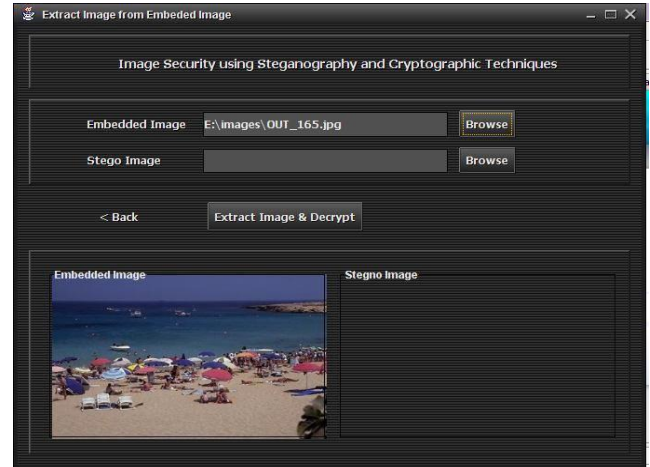 Extract Image from Embeded Image
Image Security using Steganography and Cryptographic Techniques
Embedded Image E:\images\OUT_165.jpg Browse
Stego Image Browse
< Back Extract Image & Decrypt
Embedded Image Stegno Image